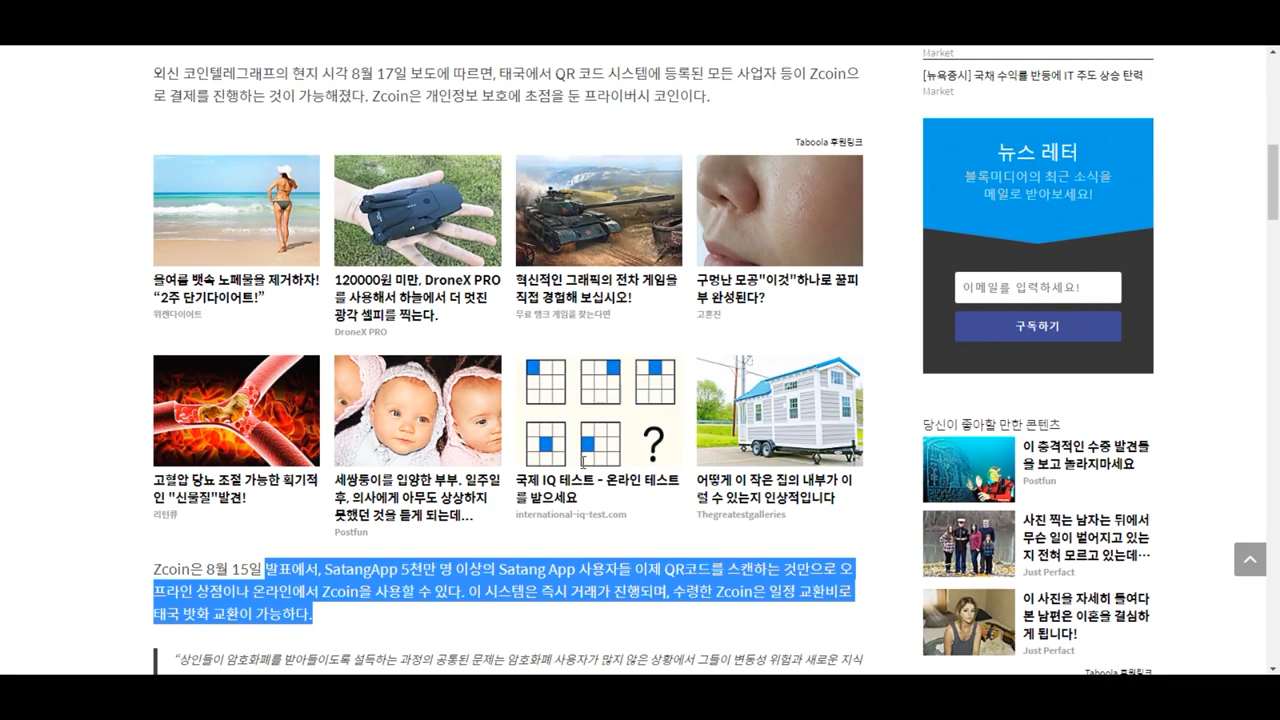 외신 코인텔레그래프의 현지 시각 8월 17일 보도에 따르면, 태국에서 QR 코드 시스템에 등록된 모든 사업자 등이 Zcoin으
로 결제를 진행하는 것이 가능해졌다. Zcoin은 개인정보 보호에 초점을 둔 프라이버시 코인이다.
Taboola 후원링크
올여름 뱃속 노폐물을 제거하자!
“2주 단기다이어트!”
위캔다이어트
120000원 미만, DroneX PRO
를 사용해서 하늘에서 더 멋진
광각 셀피를 찍는다.
DroneX PRO
혁신적인 그래픽의 전차 게임을
직접 경험해 보십시오!
무료 탱크 게임을 찾는다면
구멍난 모공"이것"하나로 꿀피
부 완성된다?
고혼진
고혈압 당뇨 조절 가능한 획기적
인 "신물질"발견!
리턴큐
세쌍둥이를 입양한 부부. 일주일
후, 의사에게 아무도 상상하지
못했던 것을 듣게 되는데...
Postfun
?
국제 IQ 테스트 - 온라인 테스트
를 받으세요
international-iq-test.com
어떻게 이 작은 집의 내부가 이
럴 수 있는지 인상적입니다
Thegreatestgalleries
Zcoin은 8월 15일 발표에서, SatangApp 5천만 명 이상의 Satang App 사용자들 이제 QR코드를 스캔하는 것만으로 오
프라인 상점이나 온라인에서 Zcoin을 사용할 수 있다. 이 시스템은 즉시 거래가 진행되며, 수령한 Zcoin은 일정 교환비로
태국 밧화 교환이 가능하다.
“상인들이 암호화폐를 받아들이도록 설득하는 과정의 공통된 문제는 암호화폐 사용자가 많지 않은 상황에서 그들이 변동성 위험과 새로운 지식
Market
[뉴욕증시] 국채 수익률 반등에 IT 주도 상승 탄력
Market
뉴스 레터
블록미디어의 최근 소식을
메일로 받아보세요!
이메일를 입력하세요!
구독하기
당신이 좋아할 만한 콘텐츠
이 충격적인 수중 발견들
을 보고 놀라지마세요
Postfun
사진 찍는 남자는 뒤에서
무슨 일이 벌어지고 있는
지 전혀 모르고 있는데…
Just Perfact
이 사진을 자세히 들여다
본 남편은 이혼을 결심하
게 됩니다!
Just Perfact
Taboola 후원링크